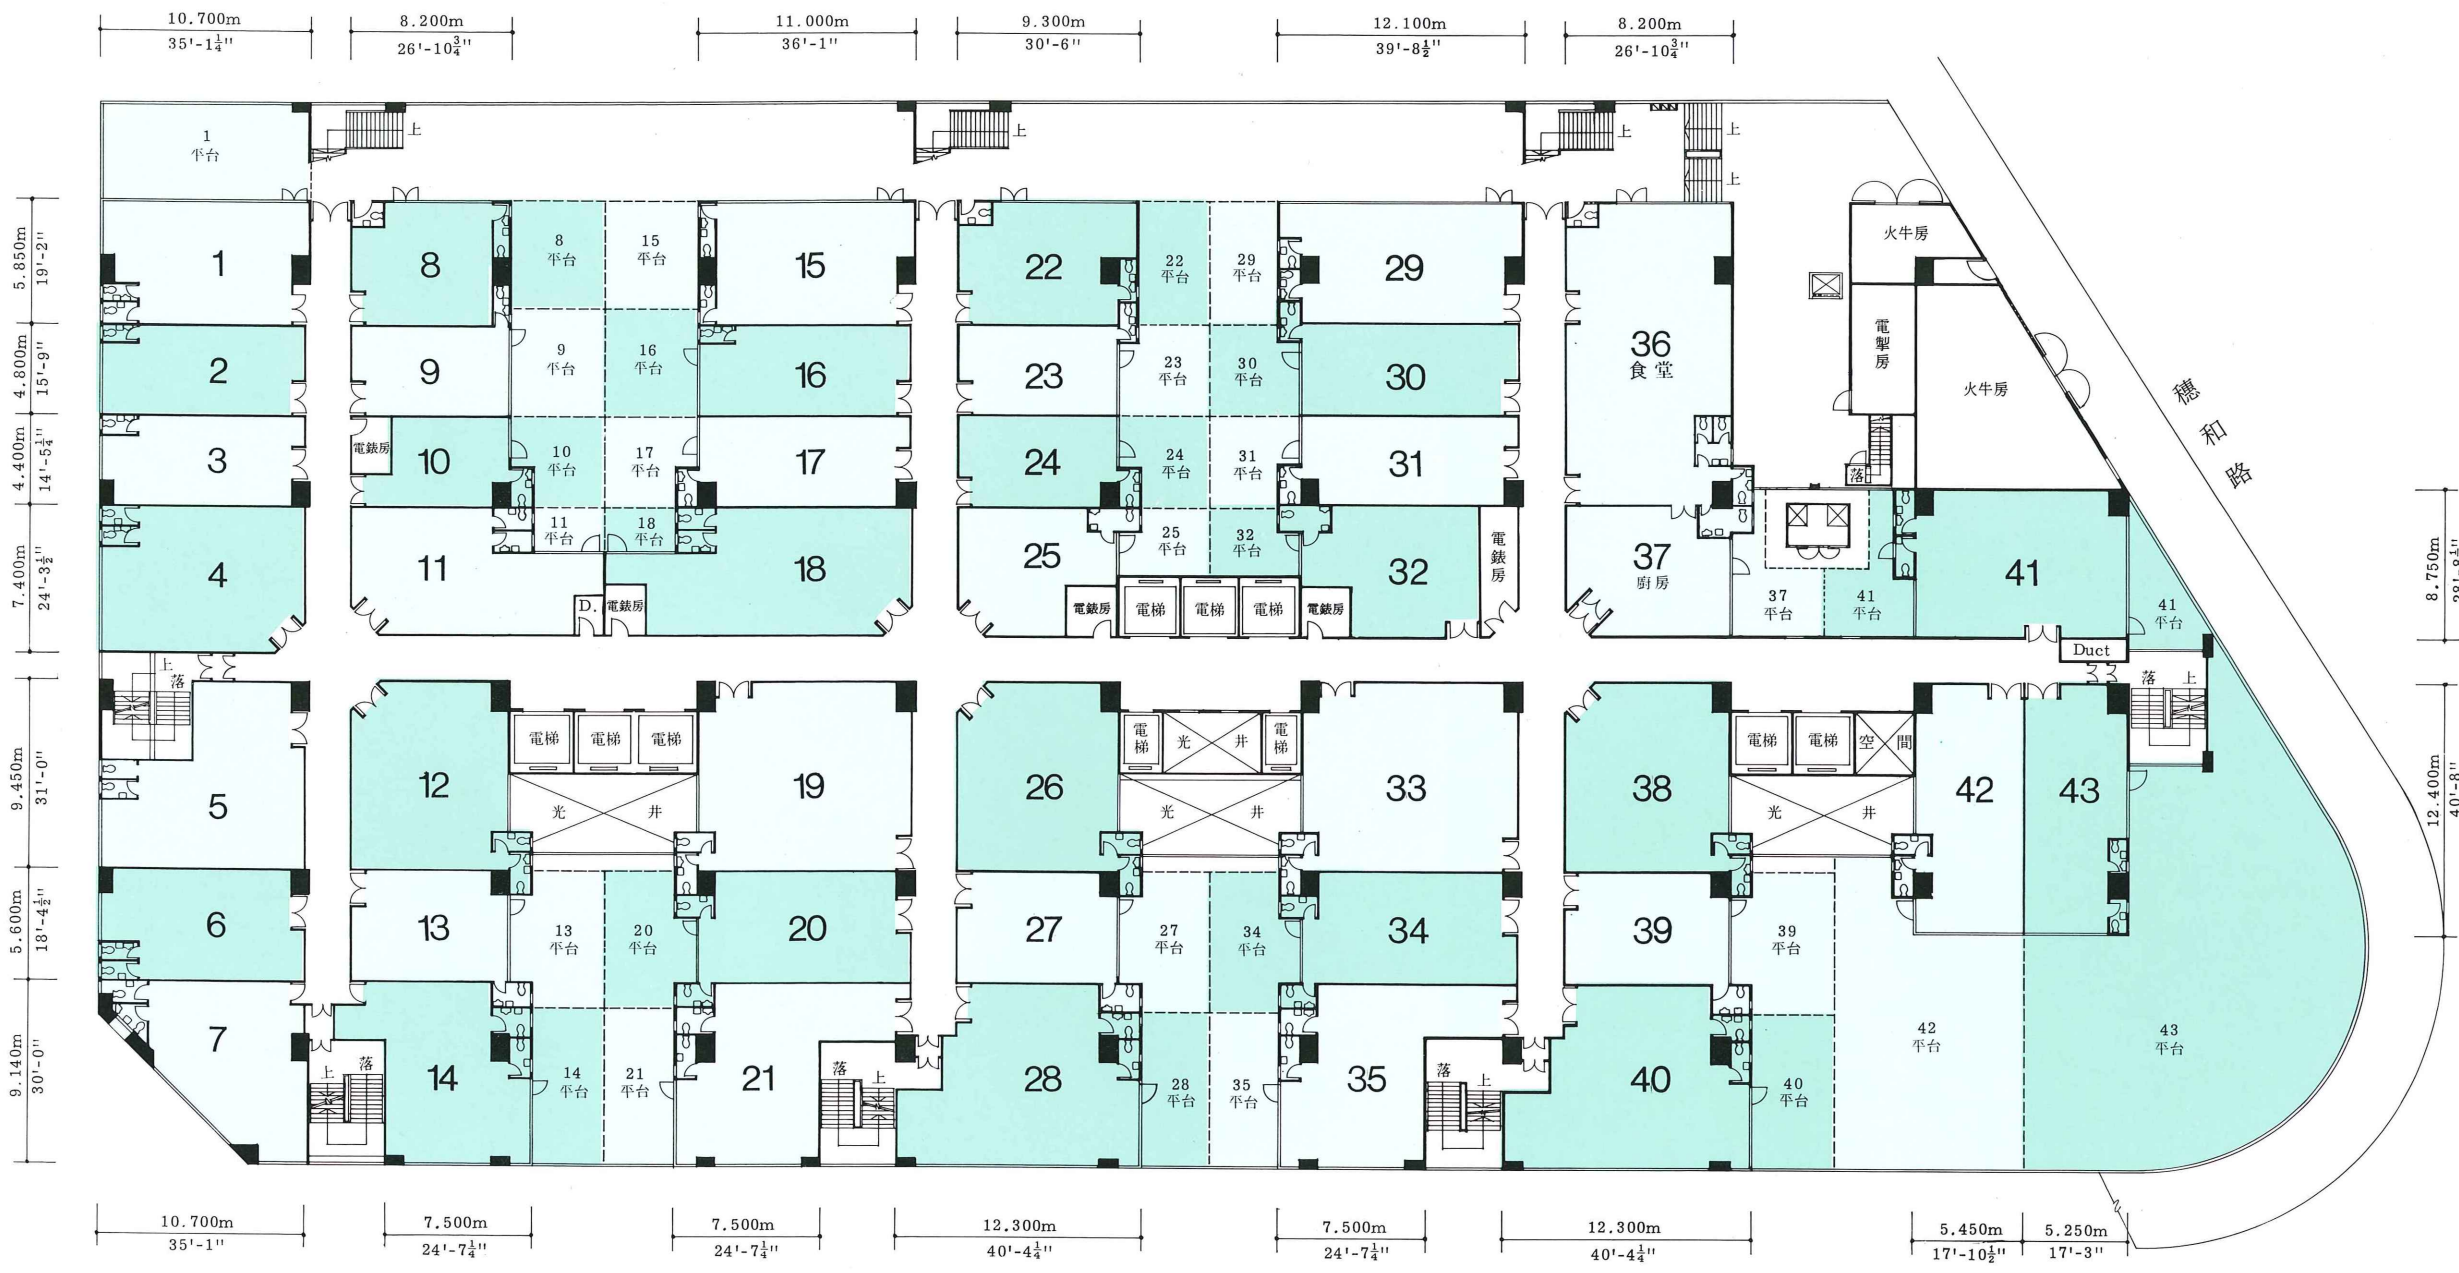 10.700m
35'-1¼"
8.200m
26'-10¾"
11.000m
36'-1"
9.300m
30'-6"
12.100m
39'-8½"
8.200m
26'-10¾"
1
平台
上
上
上
上
上
5.850m
19'-2"
4.800m
15'-9"
4.400m
14'-5¼"
7.400m
24'-3½"
1
8
8
平台
15
平台
15
22
22
平台
29
平台
29
火牛房
2
9
9
平台
16
平台
16
23
23
平台
30
平台
30
36
食堂
電掣房
火牛房
穗和路
3
電錶房
10
10
平台
17
平台
17
24
24
平台
31
平台
31
落
4
11
11
平台
18
平台
18
D.
電錶房
25
25
平台
32
平台
32
電錶房
電錶房
電梯
電梯
電梯
電錶房
37
廚房
37
平台
41
平台
41
41
平台
8.750m
28'-8½"
Duct
上
落
落
上
9.450m
31'-0"
5.600m
18'-4½"
9.140m
30'-0"
5
12
電梯
電梯
電梯
光井
19
26
電梯
光井
電梯
光井
33
38
電梯
電梯
空間
光井
42
43
12.400m
40'-8"
6
13
13
平台
20
平台
20
27
27
平台
34
平台
34
39
39
平台
7
上
落
14
14
平台
21
平台
21
落
上
28
28
平台
35
平台
35
落
上
40
40
平台
42
平台
43
平台
10.700m
35'-1"
7.500m
24'-7¼"
7.500m
24'-7¼"
12.300m
40'-4¼"
7.500m
24'-7¼"
12.300m
40'-4¼"
5.450m
17'-10½"
5.250m
17'-3"